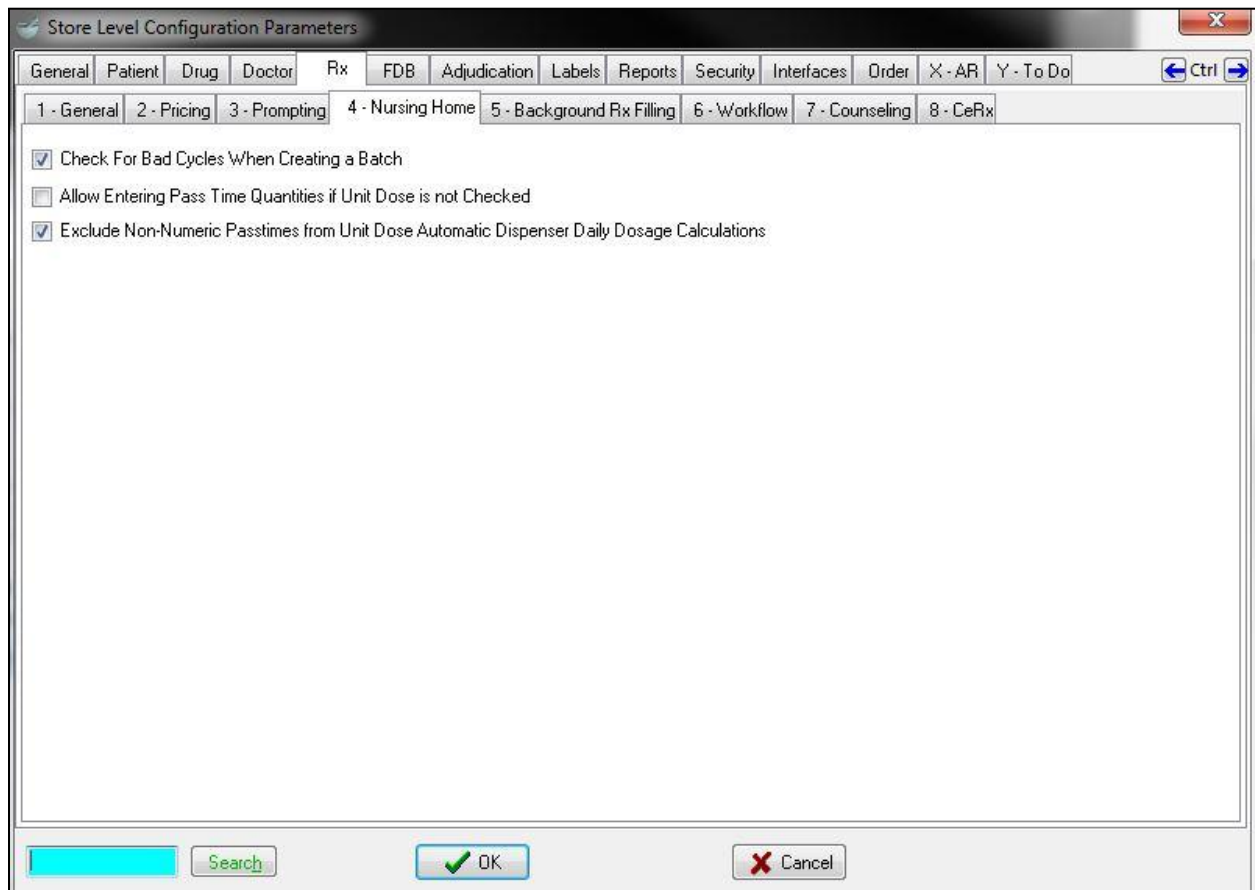 Store Level Configuration Parameters
General Patient Drug Doctor Rx FDB Adjudication Labels Reports Security Interfaces Order X - AR Y - To Do Ctrl
1 - General 2 - Pricing 3 - Prompting 4 - Nursing Home 5 - Background Rx Filling 6 - Workflow 7 - Counseling 8 - CeRx
Check For Bad Cycles When Creating a Batch
Allow Entering Pass Time Quantities if Unit Dose is not Checked
Exclude Non-Numeric Passtimes from Unit Dose Automatic Dispenser Daily Dosage Calculations
Search OK Cancel